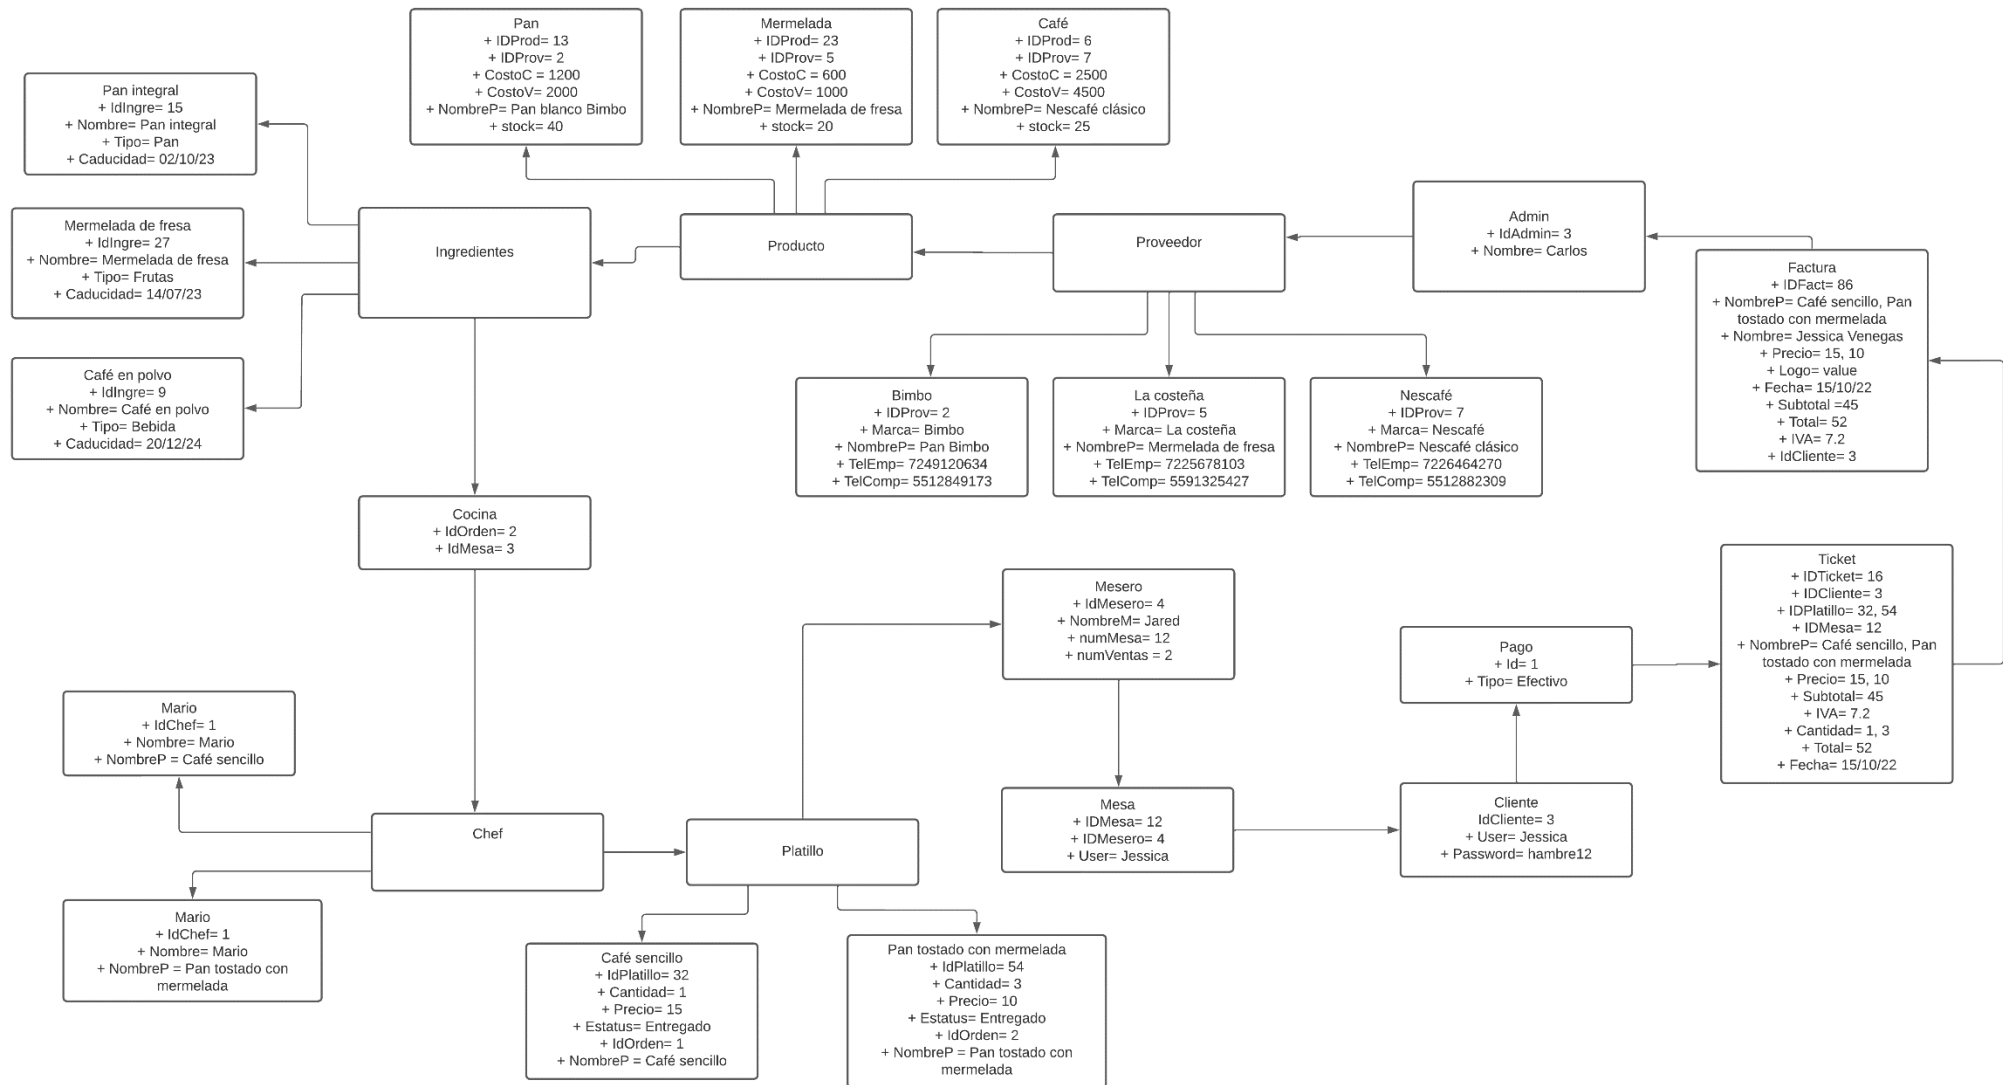 Pan
+ IDProd= 13
+ IDProv= 2
+ CostoC = 1200
+ CostoV= 2000
+ NombreP= Pan blanco Bimbo
+ stock= 40
Mermelada
+ IDProd= 23
+ IDProv= 5
+ CostoC = 600
+ CostoV= 1000
+ NombreP= Mermelada de fresa
+ stock= 20
Café
+ IDProd= 6
+ IDProv= 7
+ CostoC = 2500
+ CostoV= 4500
+ NombreP= Nescafé clásico
+ stock= 25
Pan integral
+ IdIngre= 15
+ Nombre= Pan integral
+ Tipo= Pan
+ Caducidad= 02/10/23
Mermelada de fresa
+ IdIngre= 27
+ Nombre= Mermelada de fresa
+ Tipo= Frutas
+ Caducidad= 14/07/23
Ingredientes
Producto
Proveedor
Admin
+ IdAdmin= 3
+ Nombre= Carlos
Factura
+ IDFact= 86
+ NombreP= Café sencillo, Pan
tostado con mermelada
+ Nombre= Jessica Venegas
+ Precio= 15, 10
+ Logo= value
+ Fecha= 15/10/22
+ Subtotal =45
+ Total= 52
+ IVA= 7.2
+ IdCliente= 3
Café en polvo
+ IdIngre= 9
+ Nombre= Café en polvo
+ Tipo= Bebida
+ Caducidad= 20/12/24
Bimbo
+ IDProv= 2
+ Marca= Bimbo
+ NombreP= Pan Bimbo
+ TelEmp= 7249120634
+ TelComp= 5512849173
La costeña
+ IDProv= 5
+ Marca= La costeña
+ NombreP= Mermelada de fresa
+ TelEmp= 7225678103
+ TelComp= 5591325427
Nescafé
+ IDProv= 7
+ Marca= Nescafé
+ NombreP= Nescafé clásico
+ TelEmp= 7226464270
+ TelComp= 5512882309
Cocina
+ IdOrden= 2
+ IdMesa= 3
Mesero
+ IdMesero= 4
+ NombreM= Jared
+ numMesa= 12
+ numVentas = 2
Pago
+ Id= 1
+ Tipo= Efectivo
Ticket
+ IDTicket= 16
+ IDCliente= 3
+ IDPlatillo= 32, 54
+ IDMesa= 12
+ NombreP= Café sencillo, Pan
tostado con mermelada
+ Precio= 15, 10
+ Subtotal= 45
+ IVA= 7.2
+ Cantidad= 1, 3
+ Total= 52
+ Fecha= 15/10/22
Mario
+ IdChef= 1
+ Nombre= Mario
+ NombreP = Café sencillo
Chef
Platillo
Mesa
+ IDMesa= 12
+ IDMesero= 4
+ User= Jessica
Cliente
IdCliente= 3
+ User= Jessica
+ Password= hambre12
Mario
+ IdChef= 1
+ Nombre= Mario
+ NombreP = Pan tostado con
mermelada
Café sencillo
+ IdPlatillo= 32
+ Cantidad= 1
+ Precio= 15
+ Estatus= Entregado
+ IdOrden= 1
+ NombreP = Café sencillo
Pan tostado con mermelada
+ IdPlatillo= 54
+ Cantidad= 3
+ Precio= 10
+ Estatus= Entregado
+ IdOrden= 2
+ NombreP = Pan tostado con
mermelada